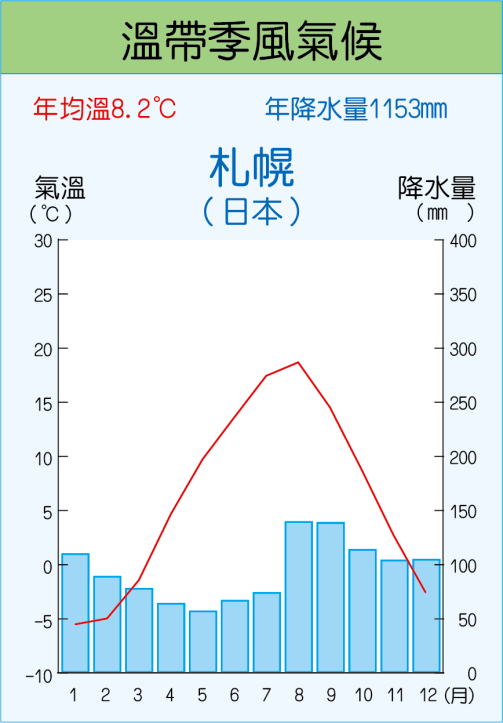 溫帶季風氣候
年均溫8.2℃ 年降水量1153mm
札幌
（日本）
氣溫 降水量
(℃) (mm )
30 400
25 350
20 300
15 250
10 200
5 150
0 100
-5 50
-10 0
1 2 3 4 5 6 7 8 9 10 11 12 (月)